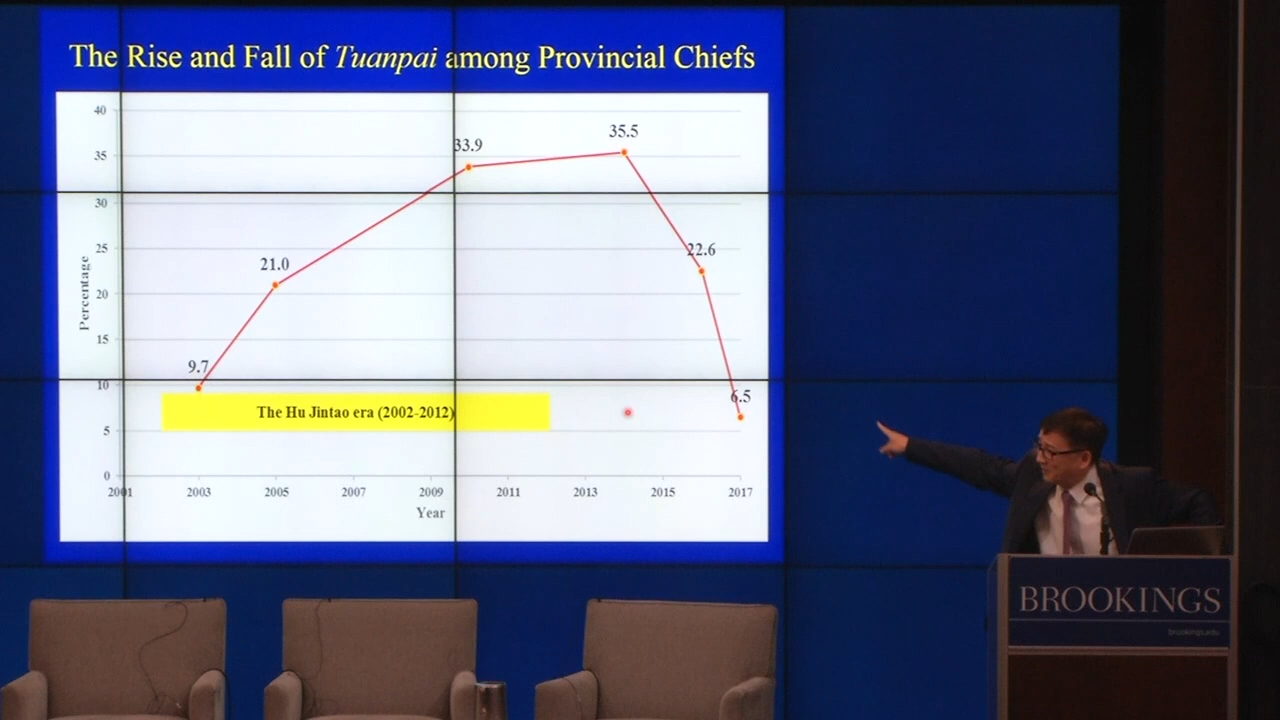 The Rise and Fall of Tuanpai among Provincial Chiefs
40
35
30
25
20
15
10
5
0
Percentage
9.7
21.0
33.9
35.5
22.6
6.5
The Hu Jintao era (2002-2012)
2001 2003 2005 2007 2009 2011 2013 2015 2017
Year
BROOKINGS
brookings.edu